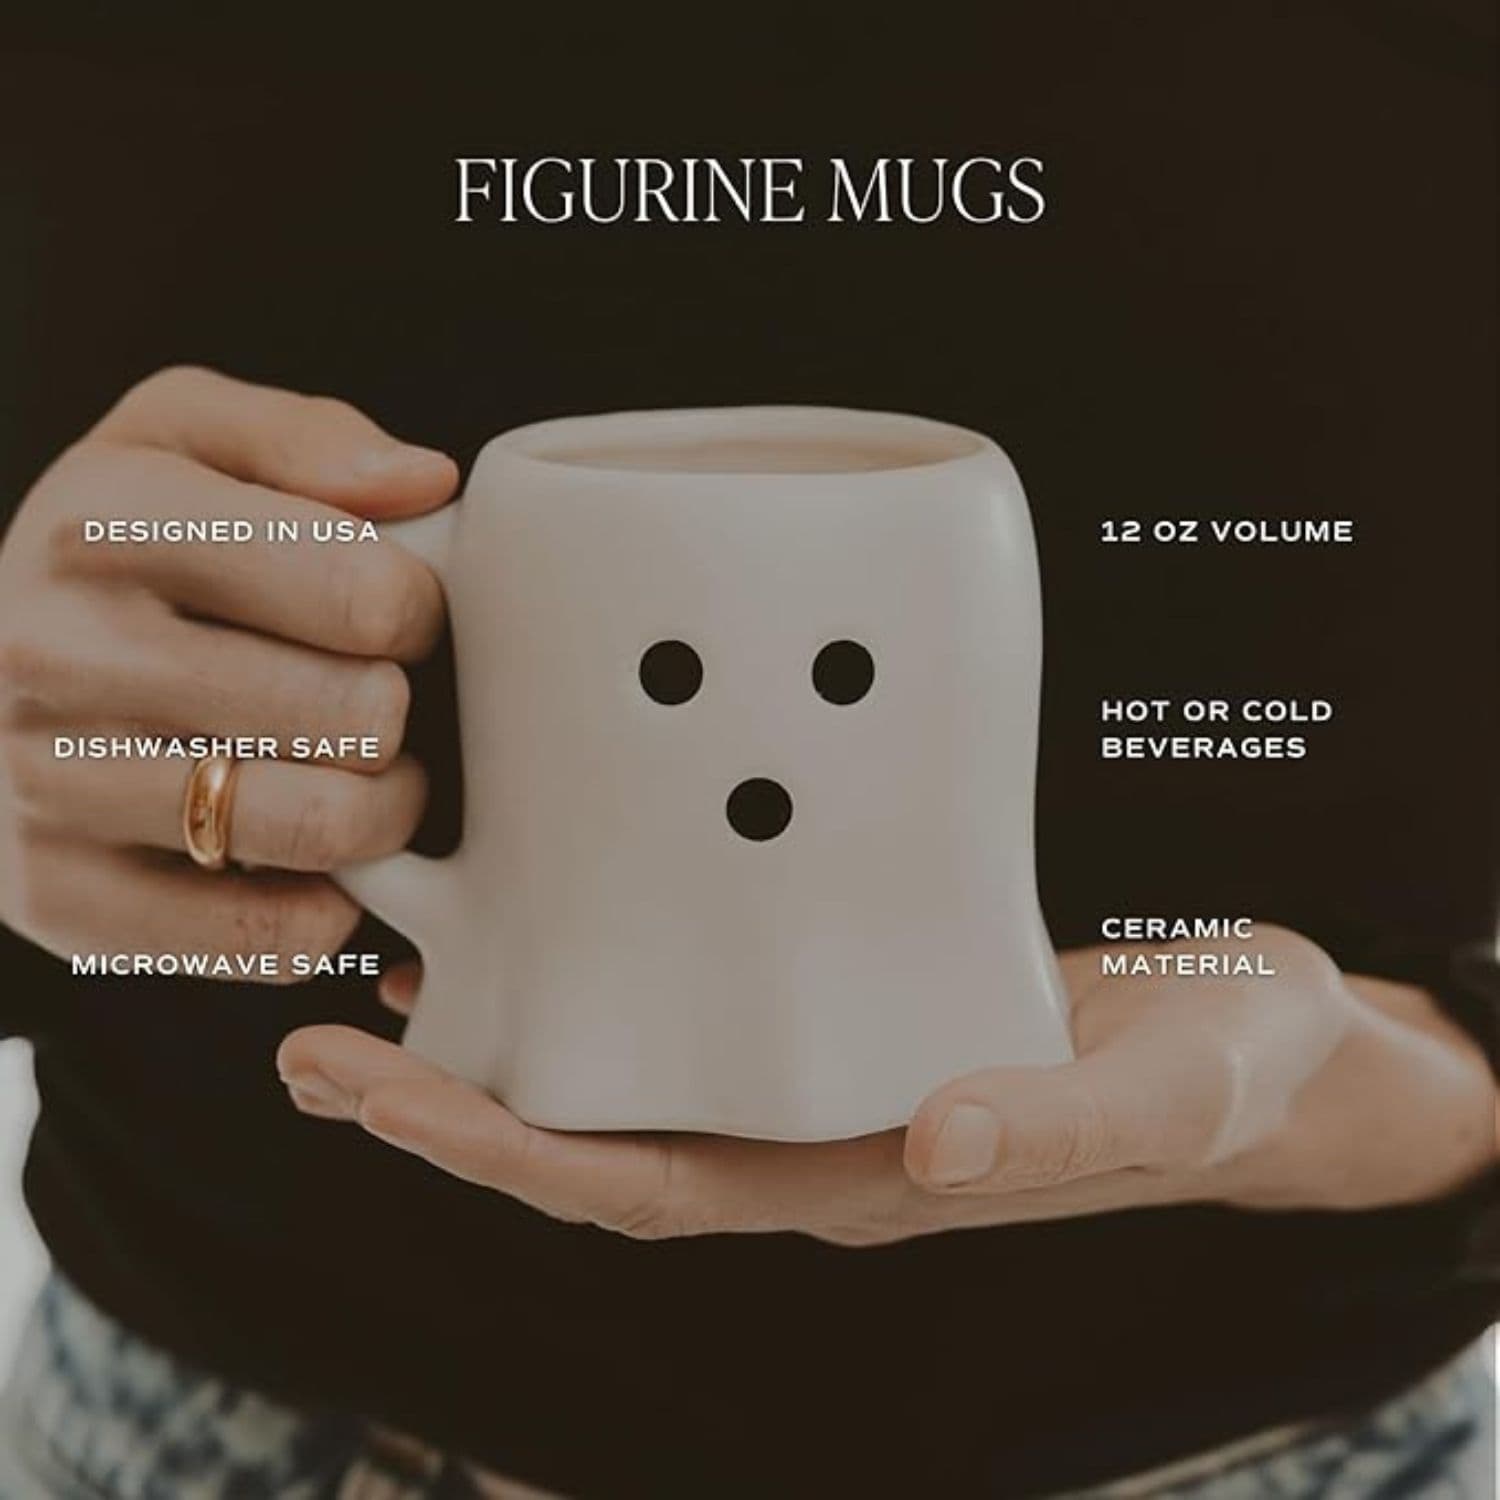 FIGURINE MUGS
DESIGNED IN USA
12 OZ VOLUME
DISHWASHER SAFE
HOT OR COLD
BEVERAGES
MICROWAVE SAFE
CERAMIC
MATERIAL